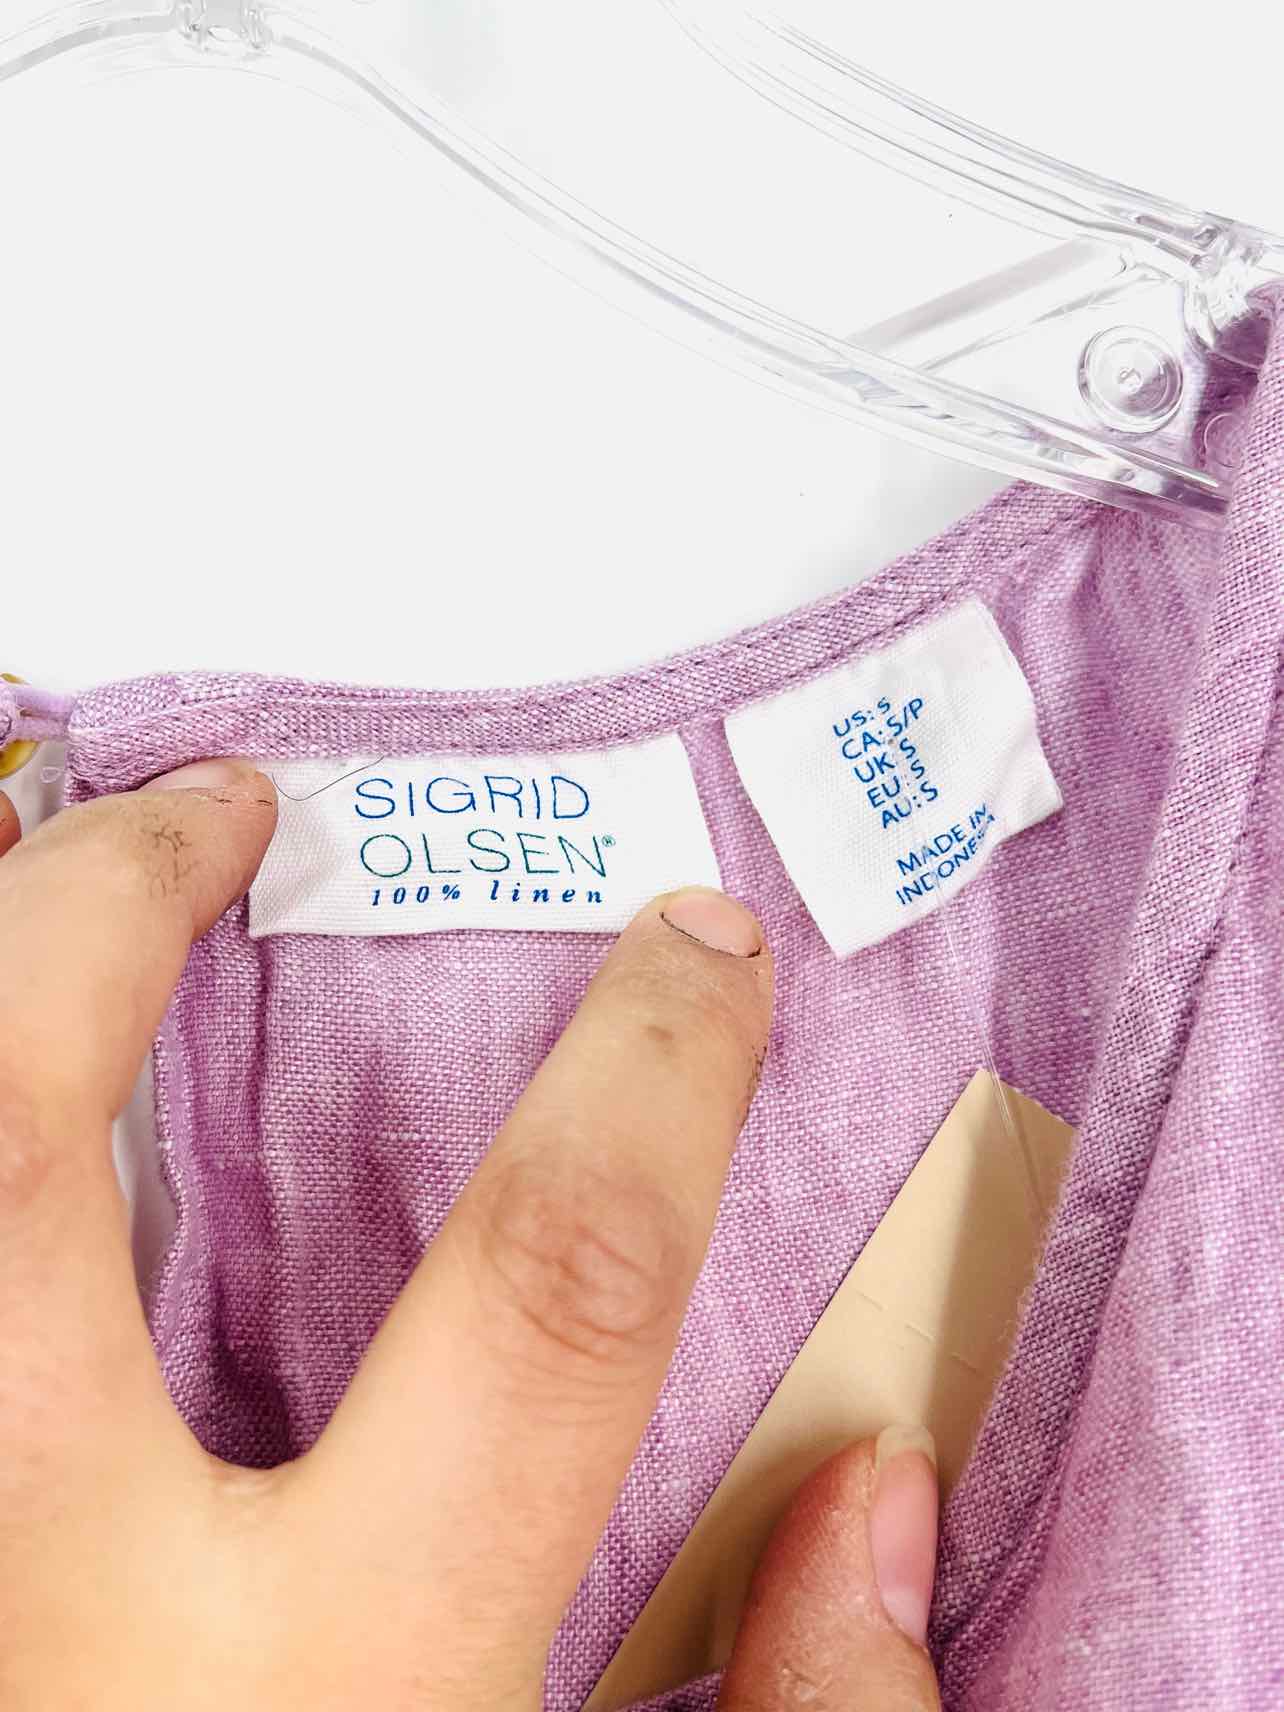 SIGRID
OLSEN®
100% linen
US: S
CA: S/P
UK: S
EU: S
AU: S
MADE IN
INDONESIA